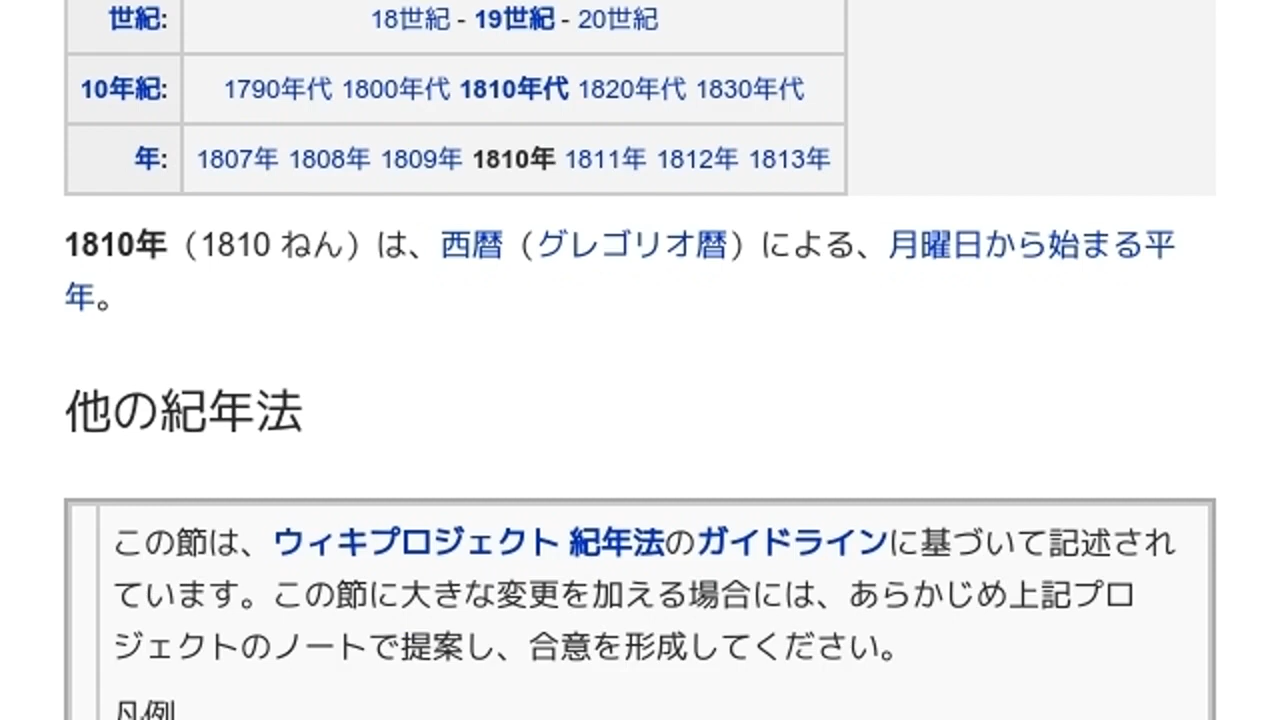 世紀: 18世紀 - 19世紀 - 20世紀
10年紀: 1790年代 1800年代 1810年代 1820年代 1830年代
年: 1807年 1808年 1809年 1810年 1811年 1812年 1813年
1810年（1810 ねん）は、西暦（グレゴリオ暦）による、月曜日から始まる平
年。
他の紀年法
この節は、ウィキプロジェクト 紀年法のガイドラインに基づいて記述され
ています。この節に大きな変更を加える場合には、あらかじめ上記プロ
ジェクトのノートで提案し、合意を形成してください。
凡例